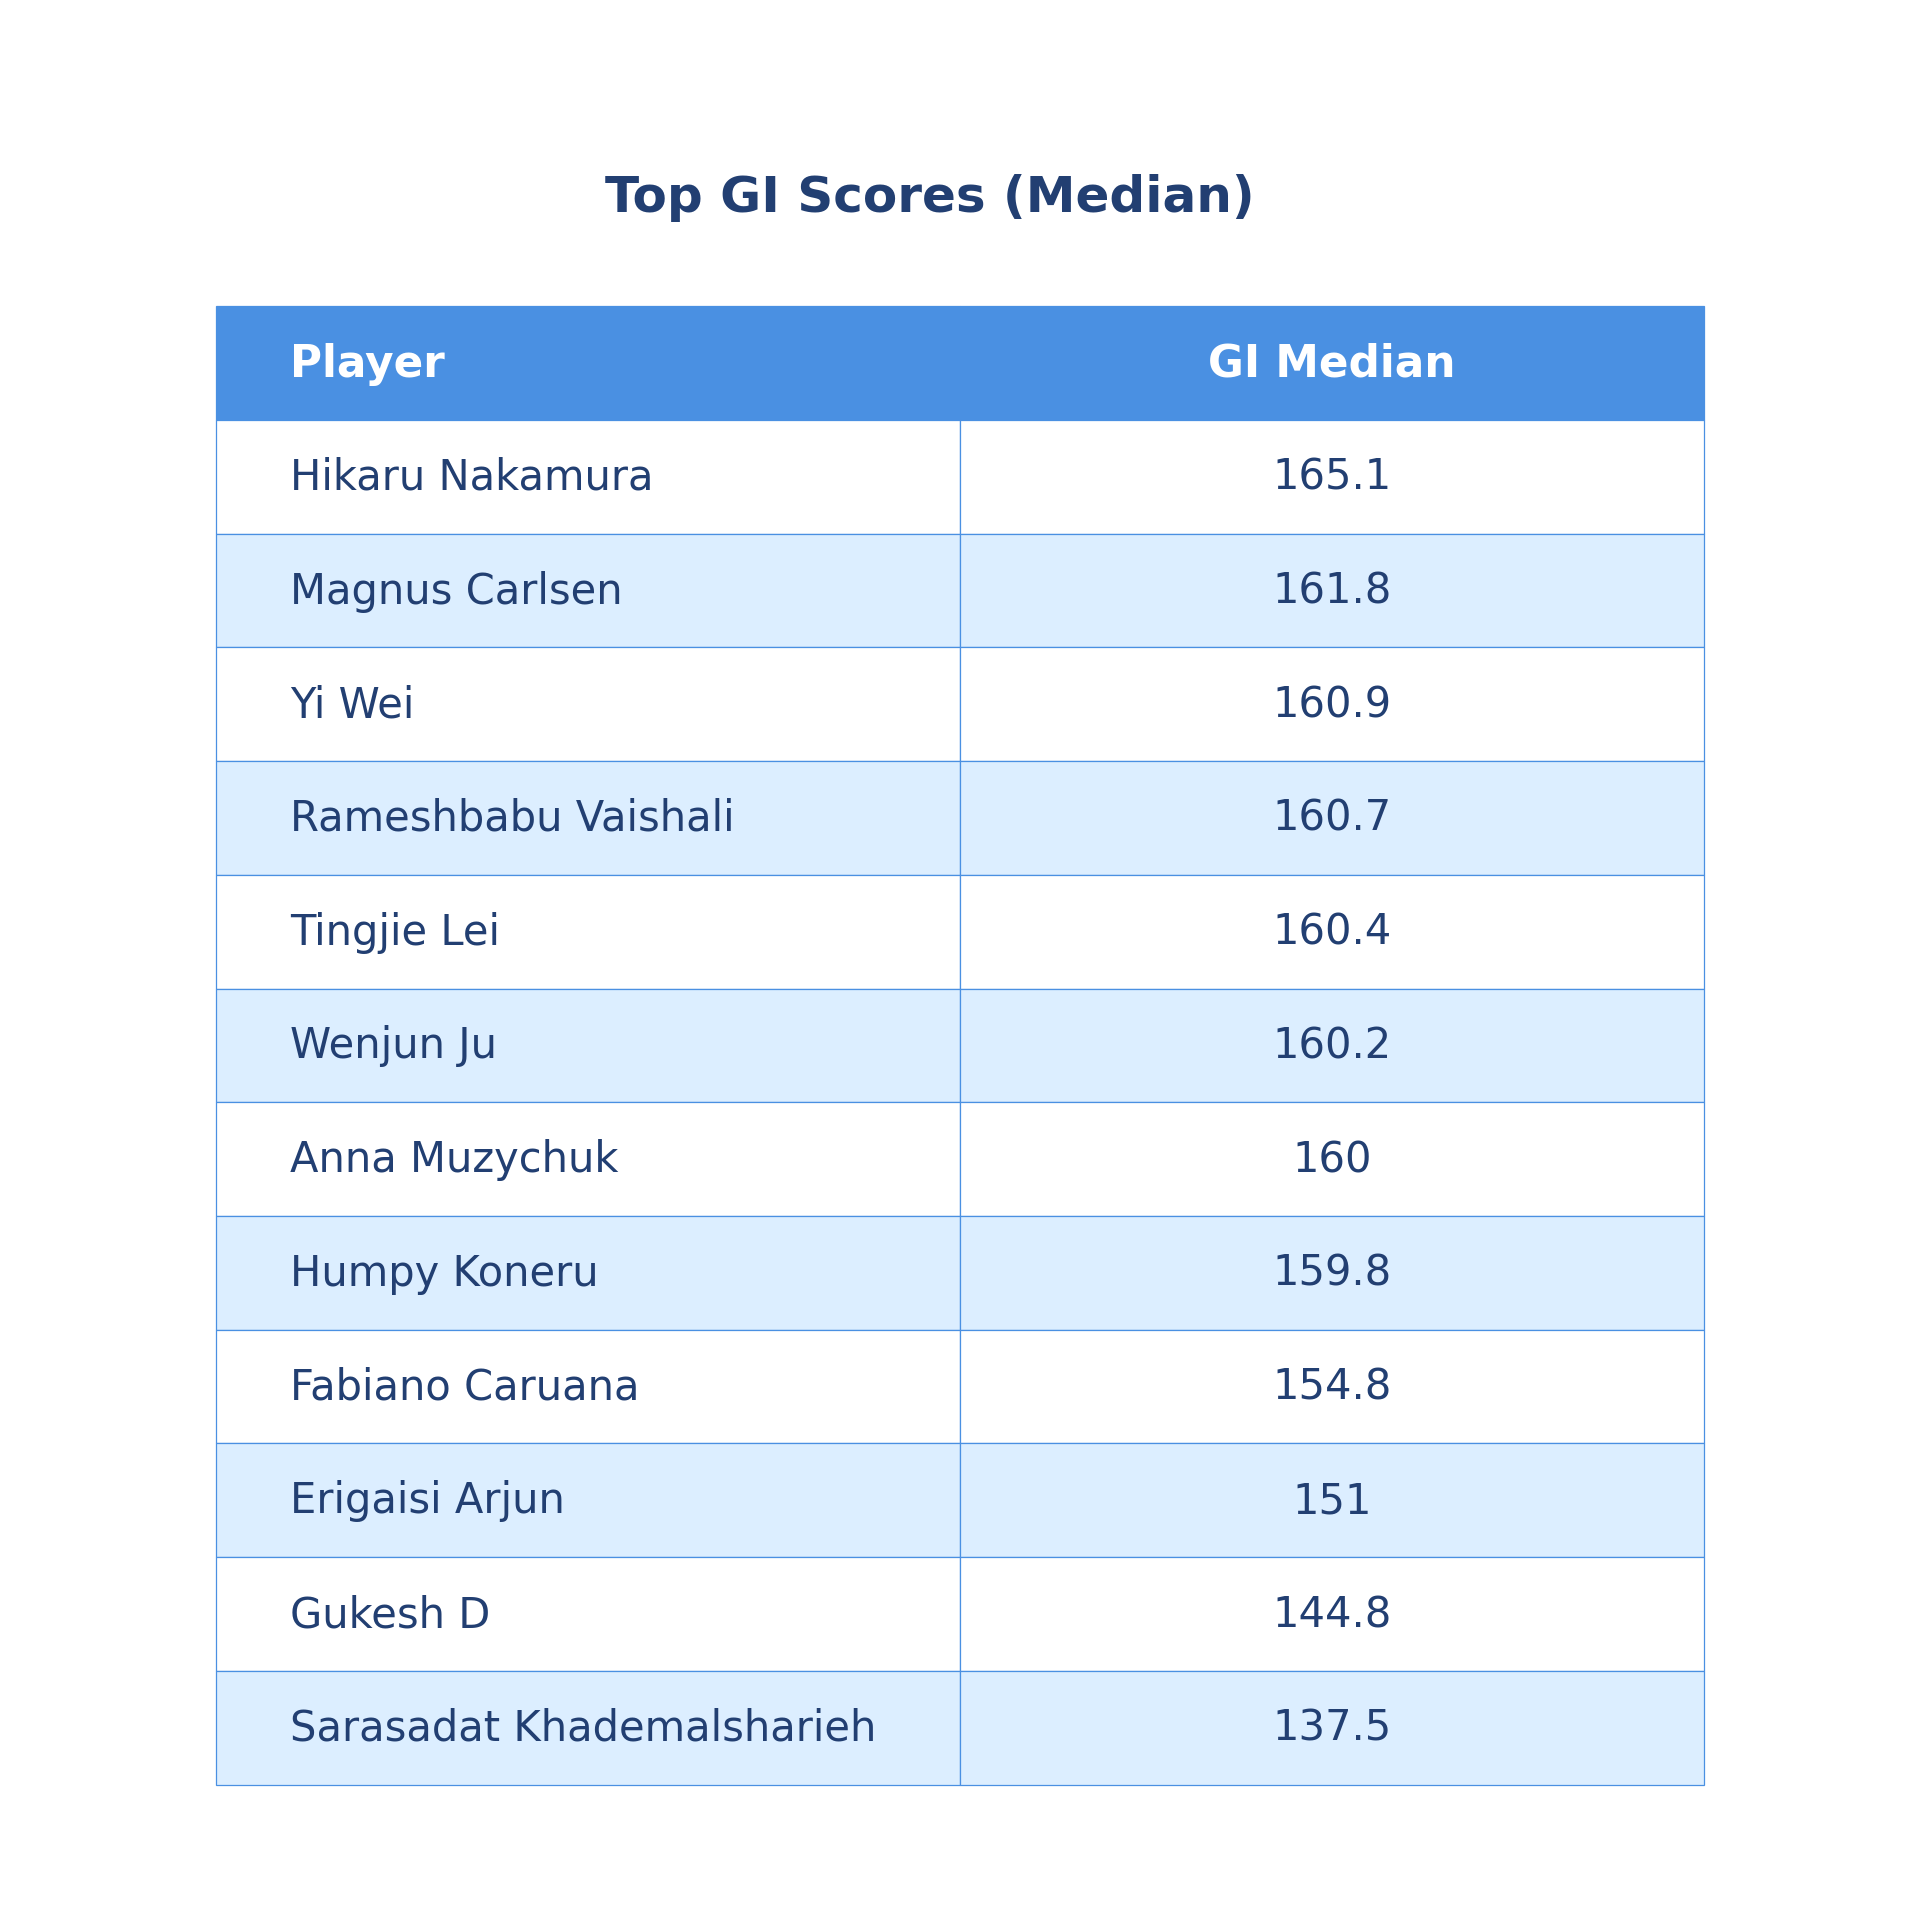 Top GI Scores (Median)
Player GI Median
Hikaru Nakamura 165.1
Magnus Carlsen 161.8
Yi Wei 160.9
Rameshbabu Vaishali 160.7
Tingjie Lei 160.4
Wenjun Ju 160.2
Anna Muzychuk 160
Humpy Koneru 159.8
Fabiano Caruana 154.8
Erigaisi Arjun 151
Gukesh D 144.8
Sarasadat Khademalsharieh 137.5